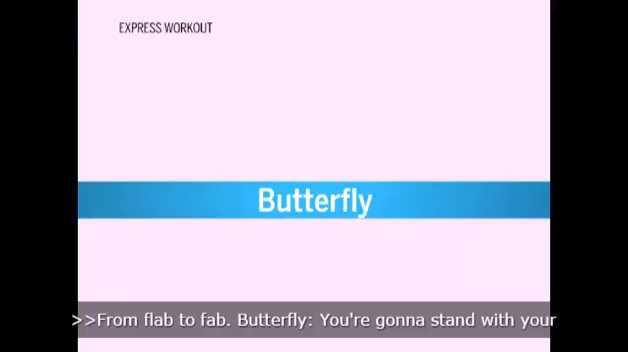 EXPRESS WORKOUT
Butterfly
>>From flab to fab. Butterfly: You're gonna stand with your